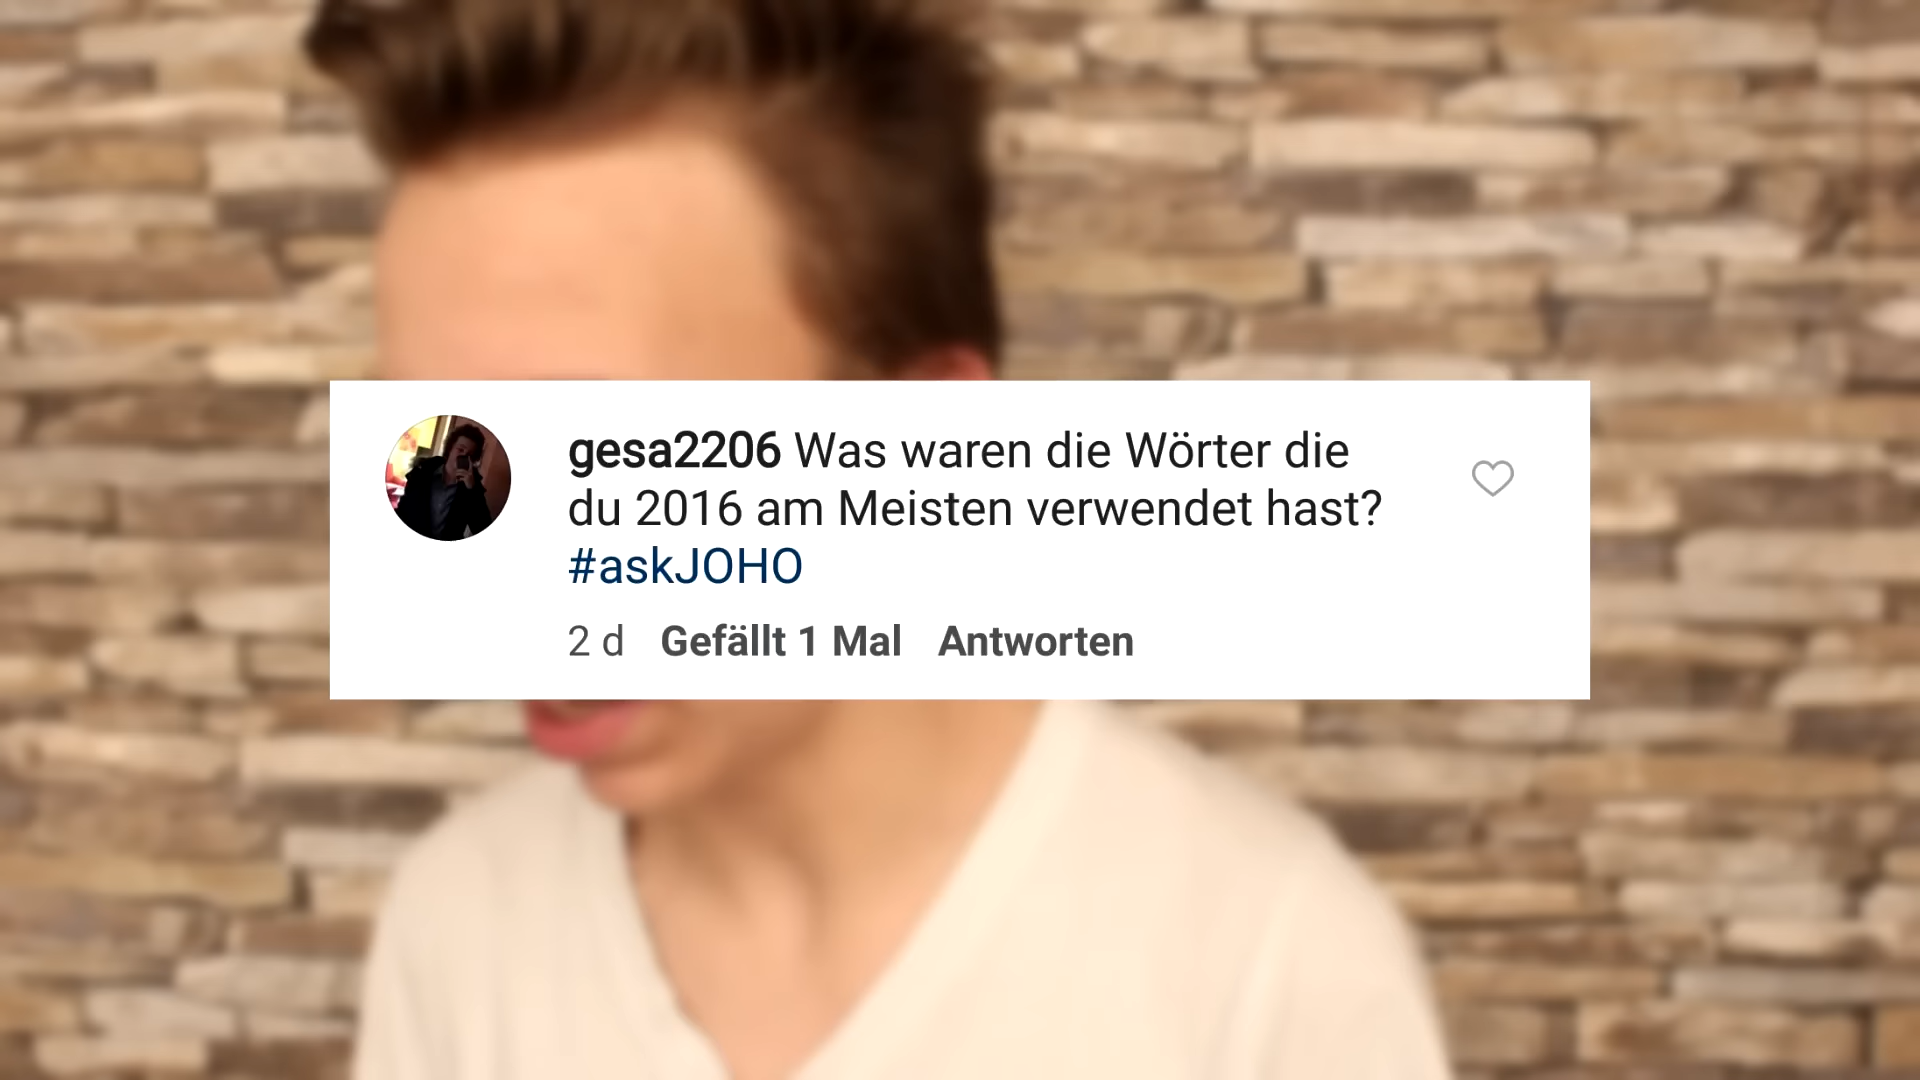 gesa2206 Was waren die Wörter die
du 2016 am Meisten verwendet hast?
#askJOHO
2 d Gefällt 1 Mal Antworten